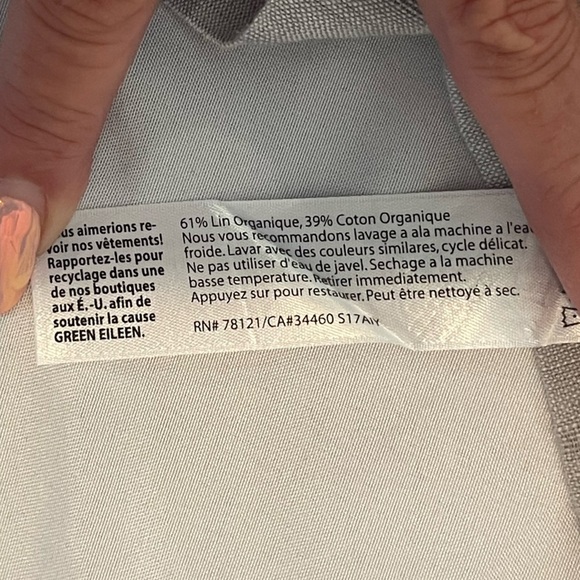 us aimerions re-
voir nos vêtements!
Rapportez-les pour
recyclage dans une
de nos boutiques
aux É.-U. afin de
soutenir la cause
GREEN EILEEN.
61% Lin Organique, 39% Coton Organique
Nous vous recommandons lavage a ala machine a l'eau
froide. Lavar avec des couleurs similares, cycle délicat.
Ne pas utiliser d'eau de javel. Sechage a la machine
basse temperature. Retirer immediatement.
Appuyez sur pour restaurer. Peut être nettoyé à sec.
RN# 78121/CA#34460